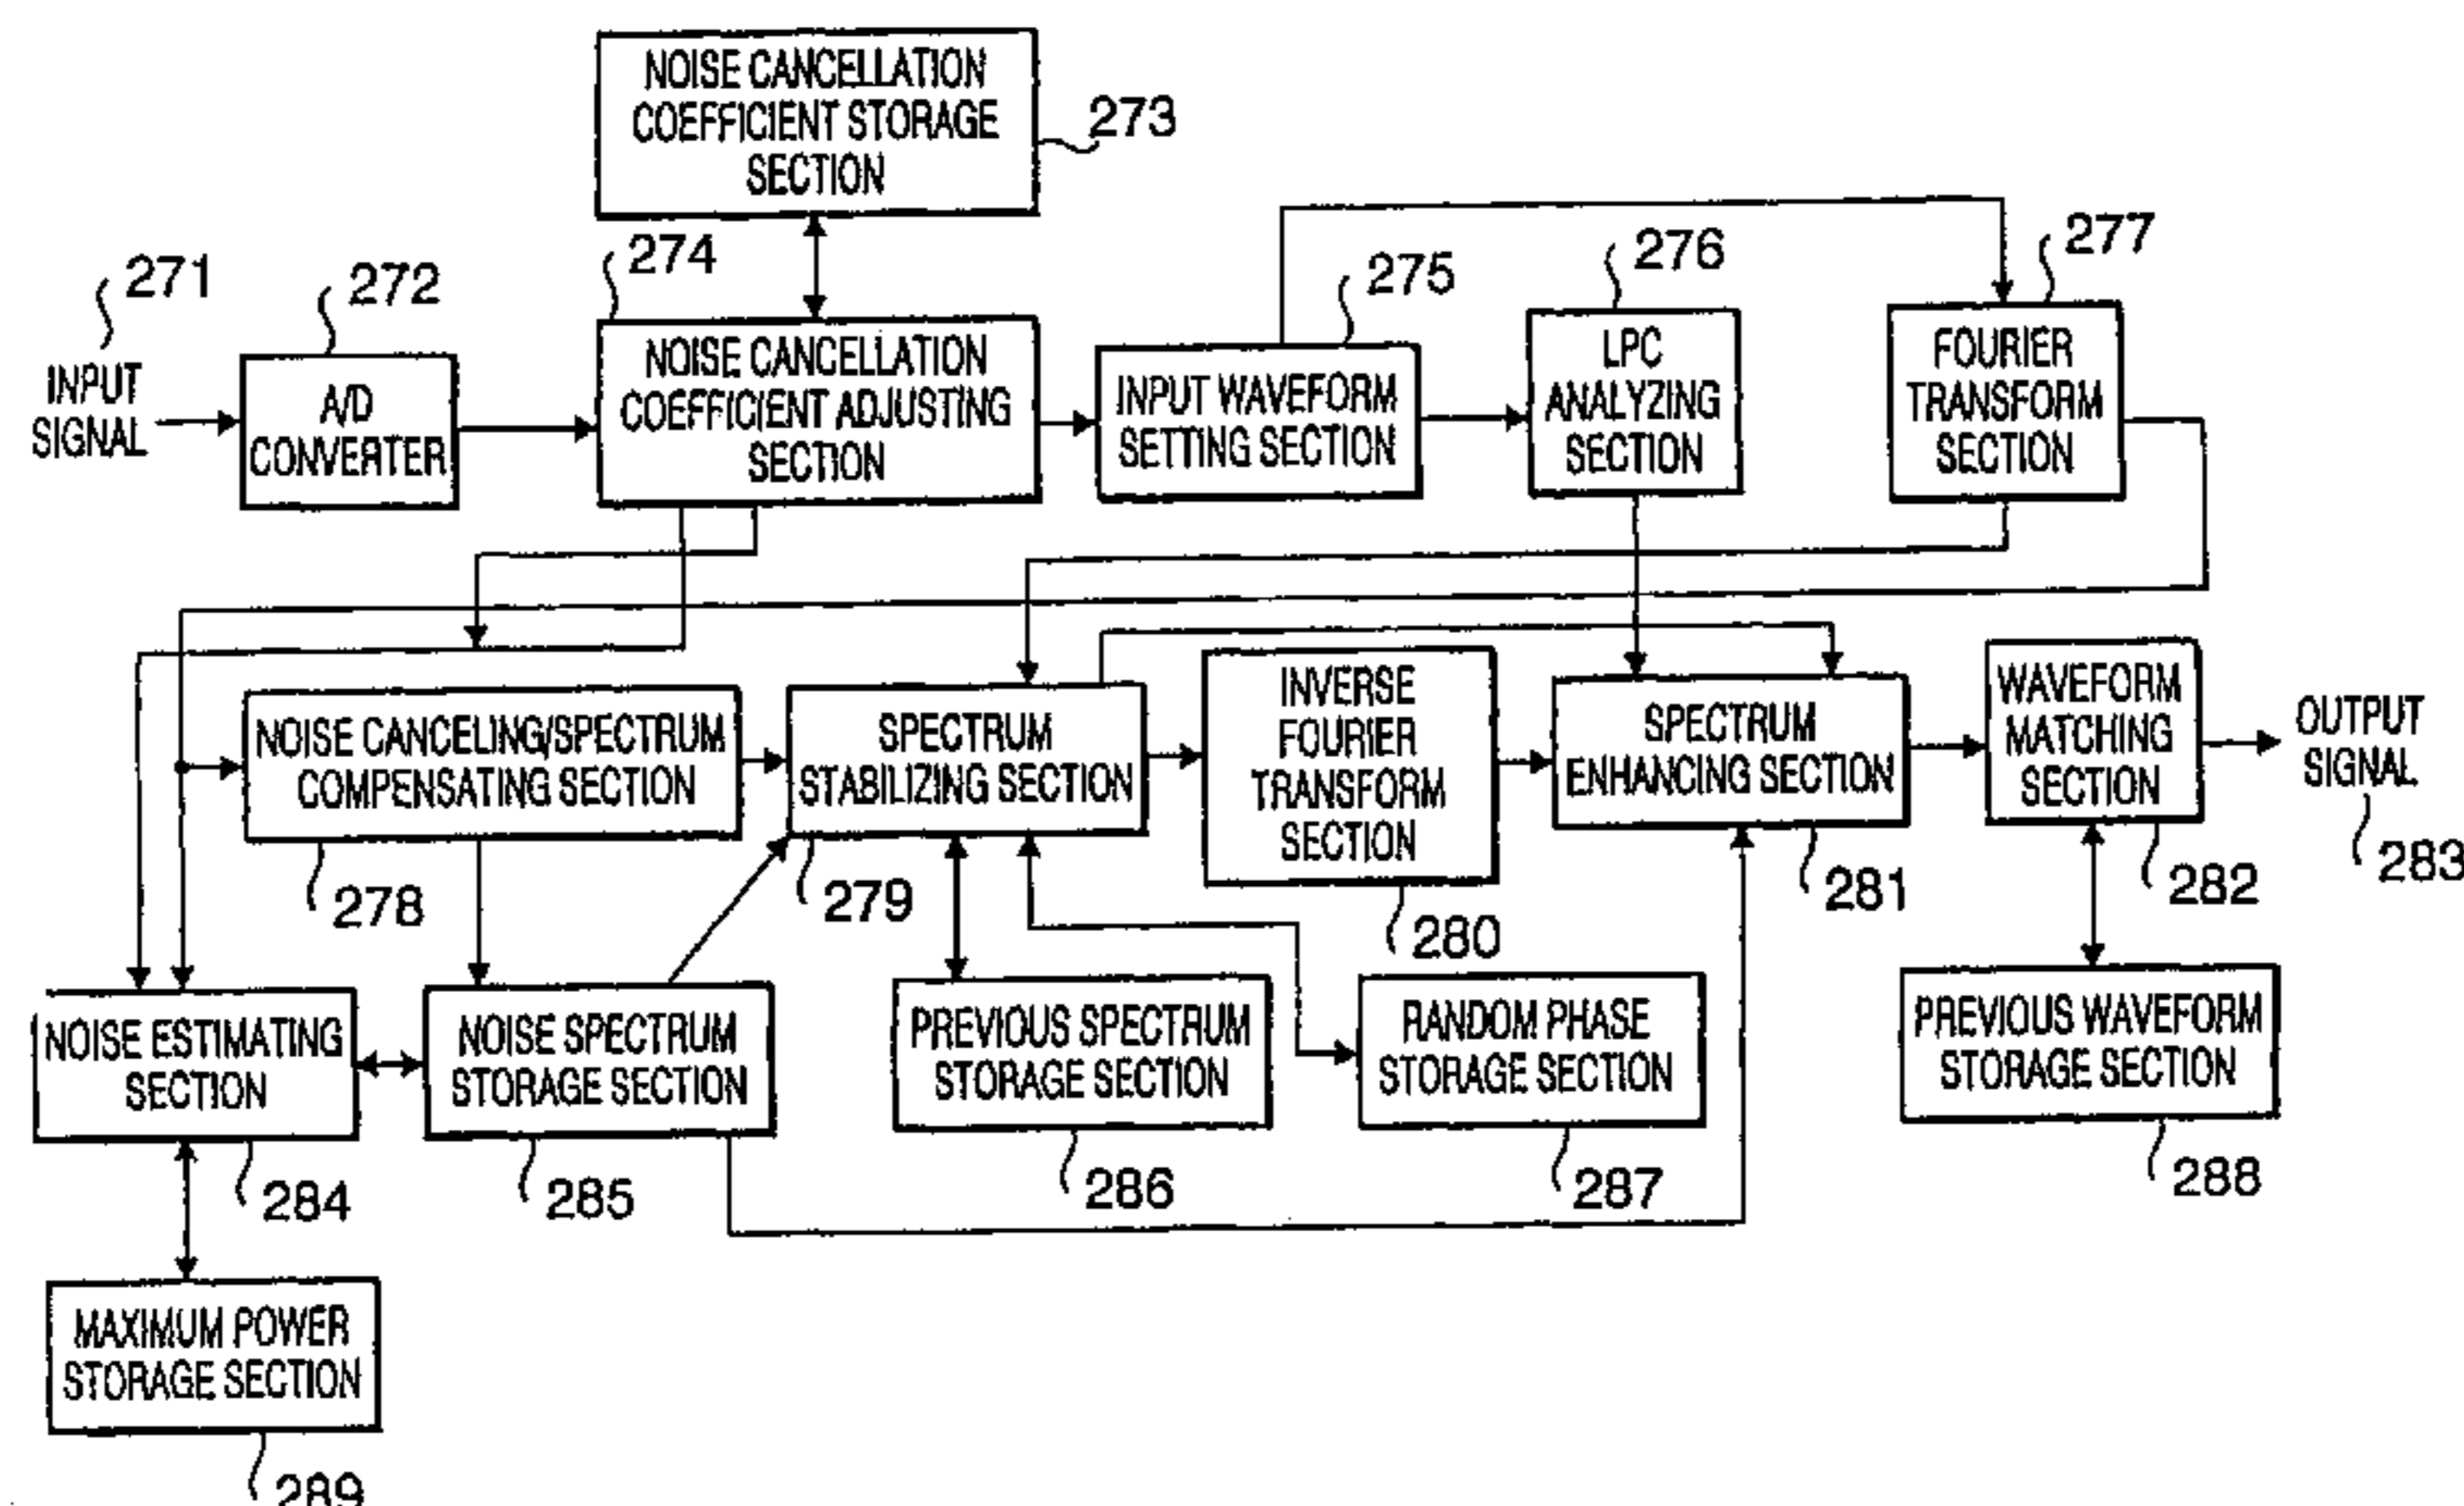 NOISE CANCELLATION
COEFFICIENT STORAGE
SECTION
273
271
INPUT
SIGNAL
272
A/D
CONVERTER
274
NOISE CANCELLATION
COEFFICIENT ADJUSTING
SECTION
275
INPUT WAVEFORM
SETTING SECTION
276
LPC
ANALYZING
SECTION
277
FOURIER
TRANSFORM
SECTION
NOISE CANCELING/SPECTRUM
COMPENSATING SECTION
278
SPECTRUM
STABILIZING SECTION
279
INVERSE
FOURIER
TRANSFORM
SECTION
280
SPECTRUM
ENHANCING SECTION
281
WAVEFORM
MATCHING
SECTION
282
OUTPUT
SIGNAL
283
NOISE ESTIMATING
SECTION
284
NOISE SPECTRUM
STORAGE SECTION
285
PREVIOUS SPECTRUM
STORAGE SECTION
286
RANDOM PHASE
STORAGE SECTION
287
PREVIOUS WAVEFORM
STORAGE SECTION
288
MAXIMUM POWER
STORAGE SECTION
289